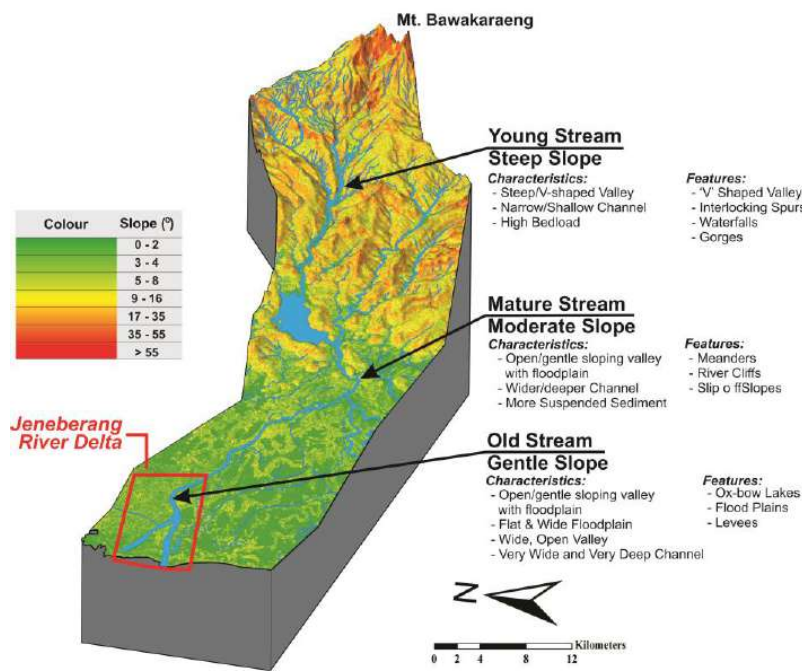 Mt. Bawakaraeng
Young Stream
Steep Slope
Characteristics:
- Steep/V-shaped Valley
- Narrow/Shallow Channel
- High Bedload
Features:
- 'V' Shaped Valley
- Interlocking Spurs
- Waterfalls
- Gorges
Colour Slope (º)
0 - 2
3 - 4
5 - 8
9 - 16
17 - 35
35 - 55
> 55
Mature Stream
Moderate Slope
Characteristics:
- Open/gentle sloping valley
with floodplain
- Wider/deeper Channel
- More Suspended Sediment
Features:
- Meanders
- River Cliffs
- Slip o ffSlopes
Jeneberang
River Delta
Old Stream
Gentle Slope
Characteristics:
- Open/gentle sloping valley
with floodplain
- Flat & Wide Floodplain
- Wide, Open Valley
- Very Wide and Very Deep Channel
Features:
- Ox-bow Lakes
- Flood Plains
- Levees
N
Kilometers
0 2 4 8 12